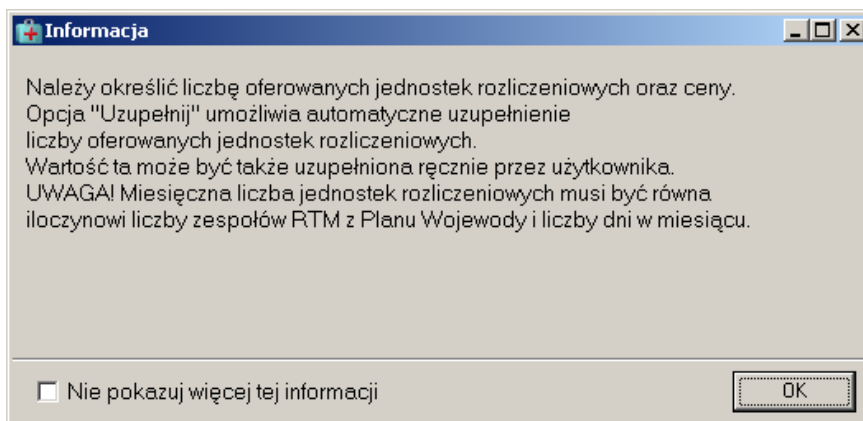 Informacja
Należy określić liczbę oferowanych jednostek rozliczeniowych oraz ceny.
Opcja "Uzupełnij" umożliwia automatyczne uzupełnienie
liczby oferowanych jednostek rozliczeniowych.
Wartość ta może być także uzupełniona ręcznie przez użytkownika.
UWAGA! Miesięczna liczba jednostek rozliczeniowych musi być równa
iloczynowi liczby zespołów RTM z Planu Wojewody i liczby dni w miesiącu.
Nie pokazuj więcej tej informacji
OK